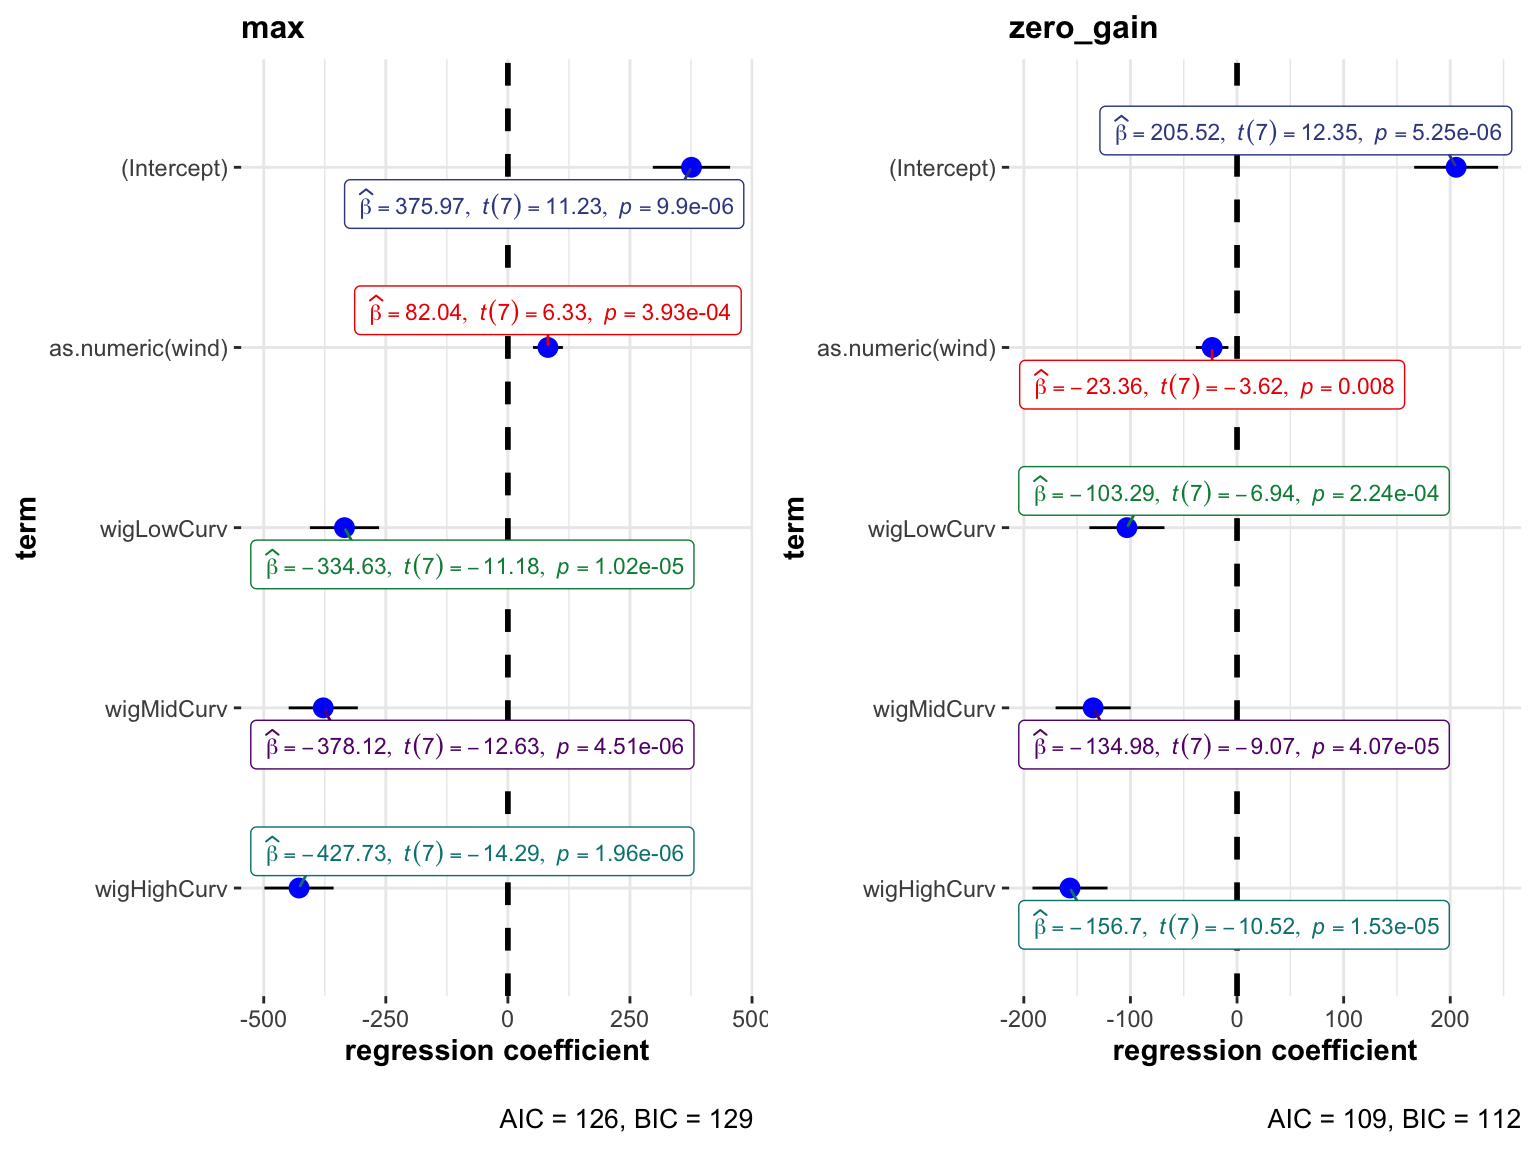 max
(Intercept)
β̂ = 375.97, t(7) = 11.23, p = 9.9e-06
β̂ = 82.04, t(7) = 6.33, p = 3.93e-04
as.numeric(wind)
wigLowCurv
β̂ = −334.63, t(7) = −11.18, p = 1.02e-05
wigMidCurv
β̂ = −378.12, t(7) = −12.63, p = 4.51e-06
β̂ = −427.73, t(7) = −14.29, p = 1.96e-06
wigHighCurv
term
-500 -250 0 250 500
regression coefficient
AIC = 126, BIC = 129
zero_gain
β̂ = 205.52, t(7) = 12.35, p = 5.25e-06
(Intercept)
as.numeric(wind)
β̂ = −23.36, t(7) = −3.62, p = 0.008
β̂ = −103.29, t(7) = −6.94, p = 2.24e-04
wigLowCurv
wigMidCurv
β̂ = −134.98, t(7) = −9.07, p = 4.07e-05
wigHighCurv
β̂ = −156.7, t(7) = −10.52, p = 1.53e-05
term
-200 -100 0 100 200
regression coefficient
AIC = 109, BIC = 112